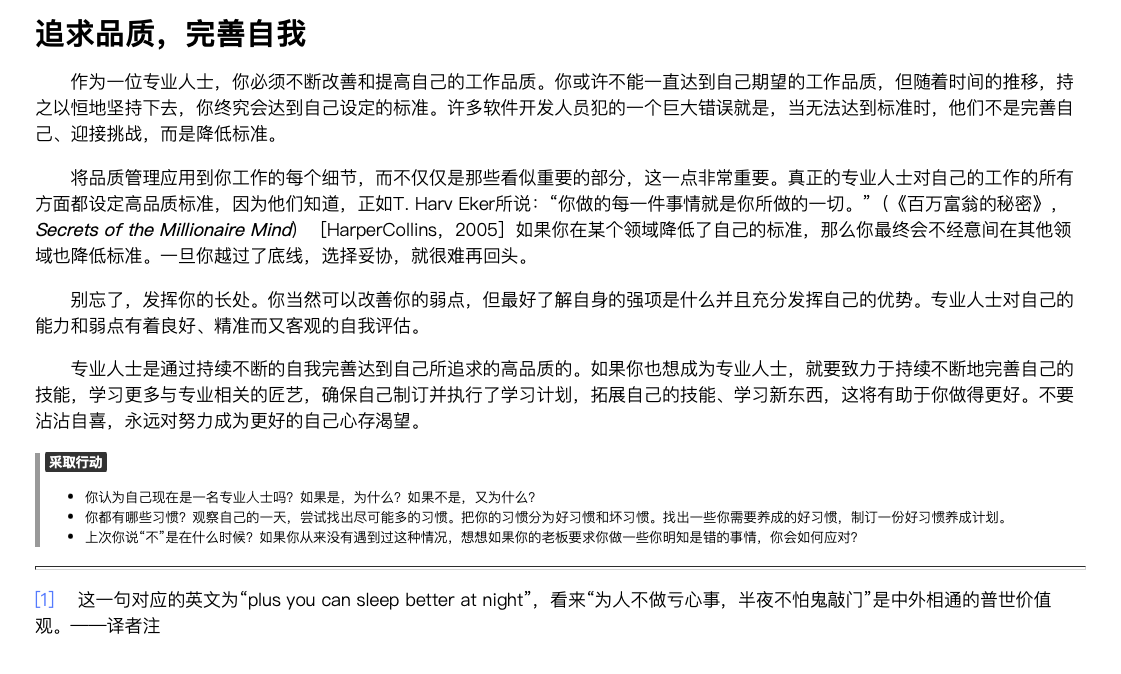 追求品质，完善自我
作为一位专业人士，你必须不断改善和提高自己的工作品质。你或许不能一直达到自己期望的工作品质，但随着时间的推移，持
之以恒地坚持下去，你终究会达到自己设定的标准。许多软件开发人员犯的一个巨大错误就是，当无法达到标准时，他们不是完善自
己、迎接挑战，而是降低标准。
将品质管理应用到你工作的每个细节，而不仅仅是那些看似重要的部分，这一点非常重要。真正的专业人士对自己的工作的所有
方面都设定高品质标准，因为他们知道，正如T. Harv Eker所说：“你做的每一件事情就是你所做的一切。”（《百万富翁的秘密》，
Secrets of the Millionaire Mind） ［HarperCollins，2005］如果你在某个领域降低了自己的标准，那么你最终会不经意间在其他领
域也降低标准。一旦你越过了底线，选择妥协，就很难再回头。
别忘了，发挥你的长处。你当然可以改善你的弱点，但最好了解自身的强项是什么并且充分发挥自己的优势。专业人士对自己的
能力和弱点有着良好、精准而又客观的自我评估。
专业人士是通过持续不断的自我完善达到自己所追求的高品质的。如果你也想成为专业人士，就要致力于持续不断地完善自己的
技能，学习更多与专业相关的匠艺，确保自己制订并执行了学习计划，拓展自己的技能、学习新东西，这将有助于你做得更好。不要
沾沾自喜，永远对努力成为更好的自己心存渴望。
采取行动
• 你认为自己现在是一名专业人士吗？如果是，为什么？如果不是，又为什么？
• 你都有哪些习惯？观察自己的一天，尝试找出尽可能多的习惯。把你的习惯分为好习惯和坏习惯。找出一些你需要养成的好习惯，制订一份好习惯养成计划。
• 上次你说“不”是在什么时候？如果你从来没有遇到过这种情况，想想如果你的老板要求你做一些你明知是错的事情，你会如何应对？
[1] 这一句对应的英文为“plus you can sleep better at night”，看来“为人不做亏心事，半夜不怕鬼敲门”是中外相通的普世价值
观。——译者注